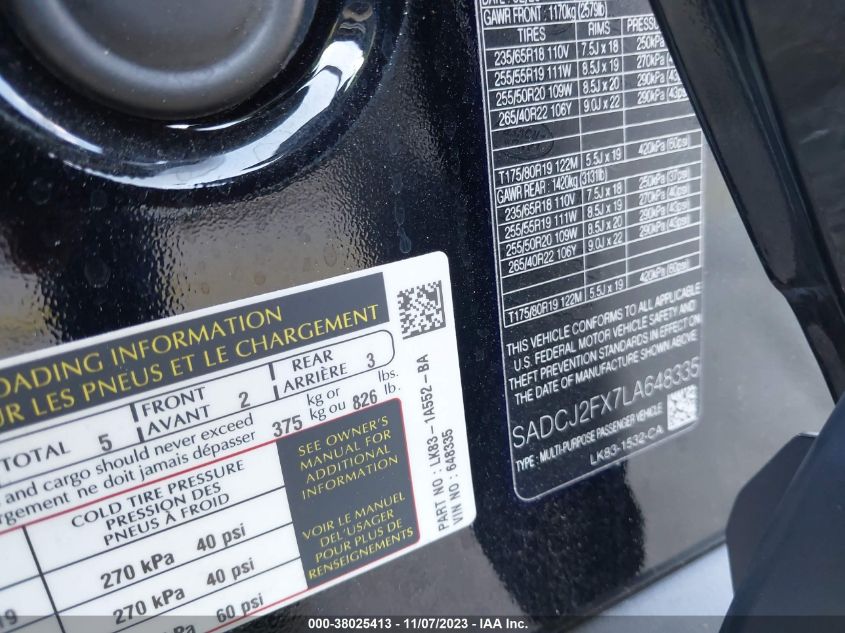 GAWR FRONT : 1170kg (2579lb)
TIRES RIMS
235/65R18 110V 7.5J x 18 250kPa
255/55R19 111W 8.5J x 19 270kPa
255/50R20 109W 8.5J x 20 290kPa
265/40R22 106Y 9.0J x 22 290kPa (43psi)
T175/80R19 122M 5.5J x 19 420kPa (60psi)
GAWR REAR : 1420kg (3131lb)
235/65R18 110V 7.5J x 18 250kPa (37psi)
255/55R19 111W 8.5J x 19 270kPa (40psi)
255/50R20 109W 8.5J x 20 290kPa (43psi)
265/40R22 106Y 9.0J x 22 290kPa (43psi)
T175/80R19 122M 5.5J x 19 420kPa (60psi)
THIS VEHICLE CONFORMS TO ALL APPLICABLE
U.S. FEDERAL MOTOR VEHICLE SAFETY AND
THEFT PREVENTION STANDARDS IN EFFECT ON
THE DATE OF MANUFACTURE SHOWN ABOVE.
SADCJ2FX7LA648335
TYPE : MULTI-PURPOSE PASSENGER VEHICLE
LK83-1532-CA
OADING INFORMATION
UR LES PNEUS ET LE CHARGEMENT
TOTAL 5 FRONT AVANT 2 REAR ARRIÈRE 3
and cargo should never exceed 375 kg or 826 lbs.
rgement ne doit jamais dépasser kg ou lb.
COLD TIRE PRESSURE
PRESSION DES
PNEUS À FROID
270 kPa 40 psi
270 kPa 40 psi
kPa 60 psi
19
SEE OWNER'S
MANUAL FOR
ADDITIONAL
INFORMATION
VOIR LE MANUEL
DEL'USAGER
POUR PLUS DE
RENSEIGNEMENTS
PART NO : LK83-1A552-BA
VIN NO : 648335
000-38025413 - 11/07/2023 - IAA Inc.